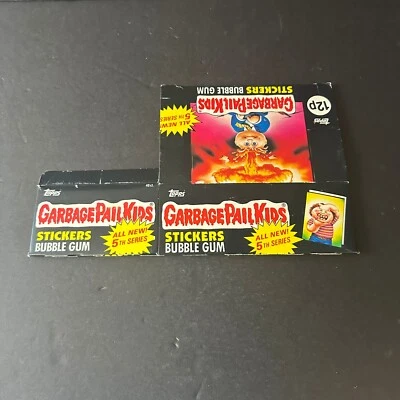 12p
Topps
GARBAGE PAIL KIDS
STICKERS BUBBLE GUM
ALL NEW!
5TH SERIES
Topps
GARBAGE PAIL KIDS
STICKERS
BUBBLE GUM
ALL NEW!
5TH SERIES
Topps
GARBAGE PAIL KIDS®
STICKERS
BUBBLE GUM
ALL NEW!
5TH SERIES